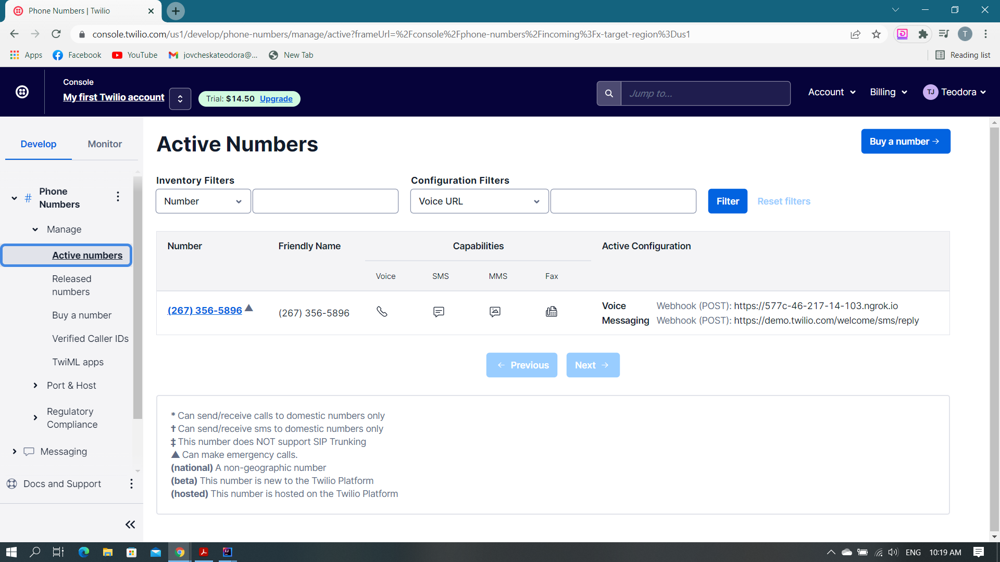 Phone Numbers | Twilio
console.twilio.com/us1/develop/phone-numbers/manage/active?frameUrl=%2Fconsole%2Fphone-numbers%2Fincoming%3Fx-target-region%3Dus1
T
Apps
Facebook
YouTube
jovcheskateodora@...
New Tab
Reading list
Console
My first Twilio account
Trial: $14.50 Upgrade
Jump to...
Account
Billing
TJ
Teodora
Develop
Monitor
# Phone
Numbers
Manage
Active numbers
Released
numbers
Buy a number
Verified Caller IDs
TwiML apps
Port & Host
Regulatory
Compliance
Messaging
Docs and Support
Active Numbers
Buy a number →
Inventory Filters
Configuration Filters
Number
Voice URL
Filter
Reset filters
Number
Friendly Name
Capabilities
Active Configuration
Voice
SMS
MMS
Fax
(267) 356-5896 ▲
(267) 356-5896
Voice Webhook (POST): https://577c-46-217-14-103.ngrok.io
Messaging Webhook (POST): https://demo.twilio.com/welcome/sms/reply
← Previous
Next →
* Can send/receive calls to domestic numbers only
† Can send/receive sms to domestic numbers only
‡ This number does NOT support SIP Trunking
▲ Can make emergency calls.
(national) A non-geographic number
(beta) This number is new to the Twilio Platform
(hosted) This number is hosted on the Twilio Platform
IJ
ENG
10:19 AM